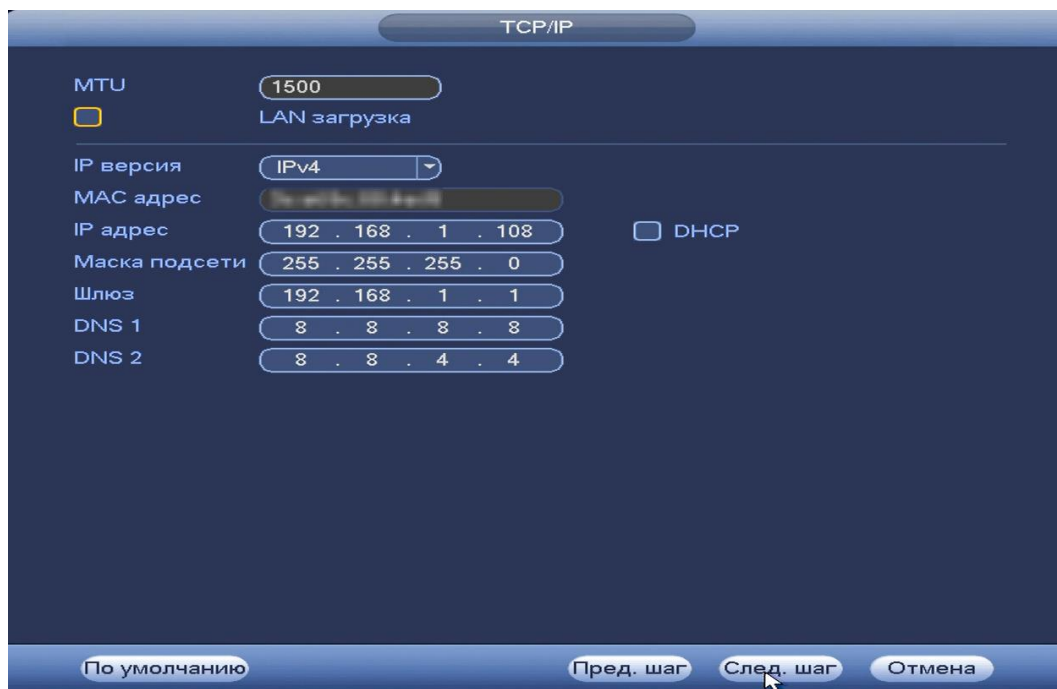 TCP/IP
MTU 1500
LAN загрузка
IP версия IPv4
MAC адрес
IP адрес 192 . 168 . 1 . 108 DHCP
Маска подсети 255 . 255 . 255 . 0
Шлюз 192 . 168 . 1 . 1
DNS 1 8 . 8 . 8 . 8
DNS 2 8 . 8 . 4 . 4
По умолчанию Пред. шаг След. шаг Отмена